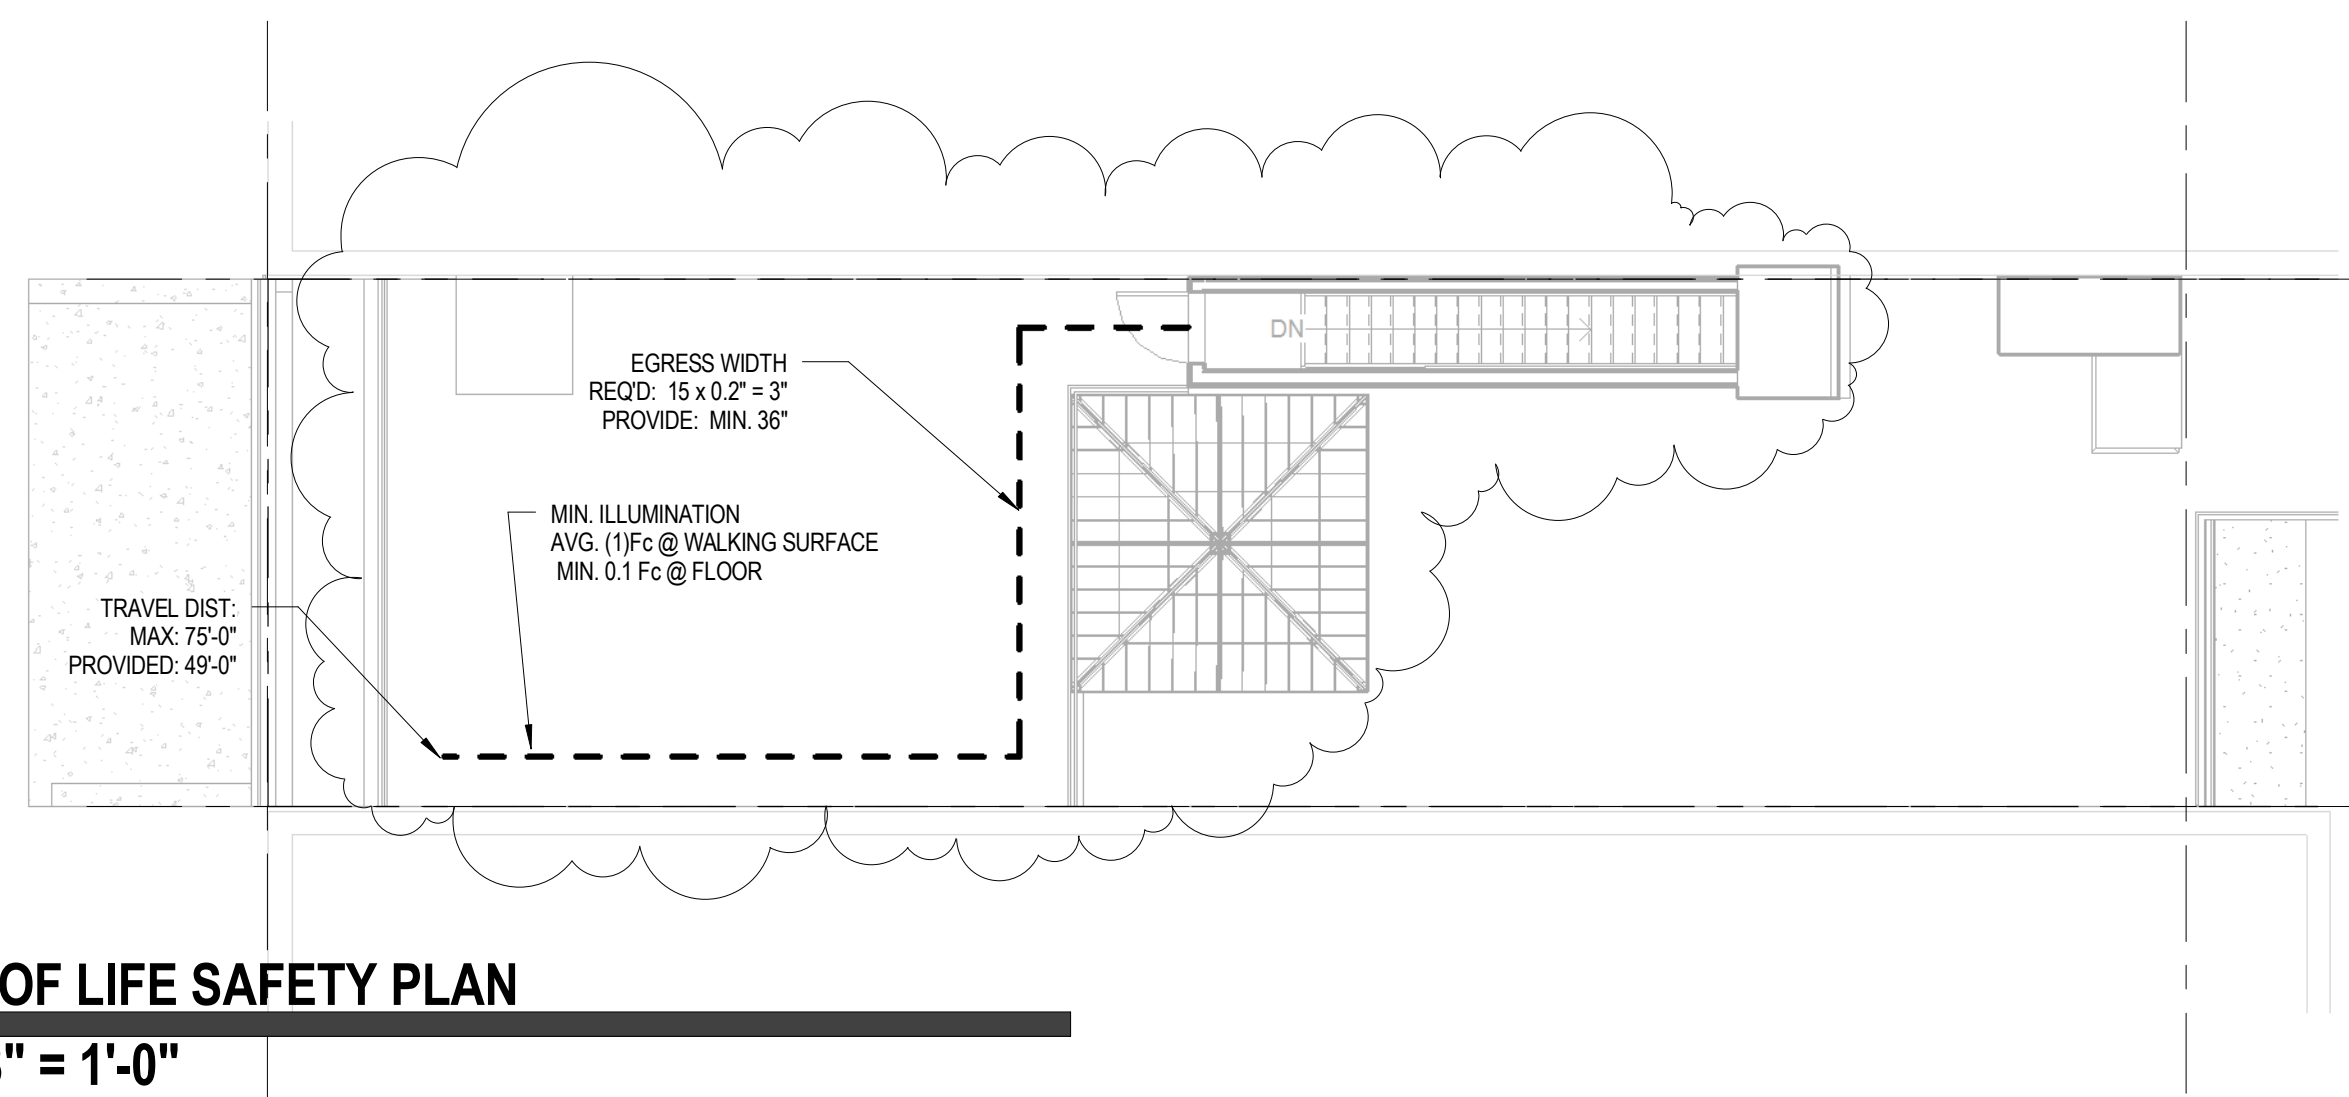 EGRESS WIDTH
REQ'D: 15 x 0.2" = 3"
PROVIDE: MIN. 36"
DN
MIN. ILLUMINATION
AVG. (1)Fc @ WALKING SURFACE
MIN. 0.1 Fc @ FLOOR
TRAVEL DIST:
MAX: 75'-0"
PROVIDED: 49'-0"
OF LIFE SAFETY PLAN
" = 1'-0"